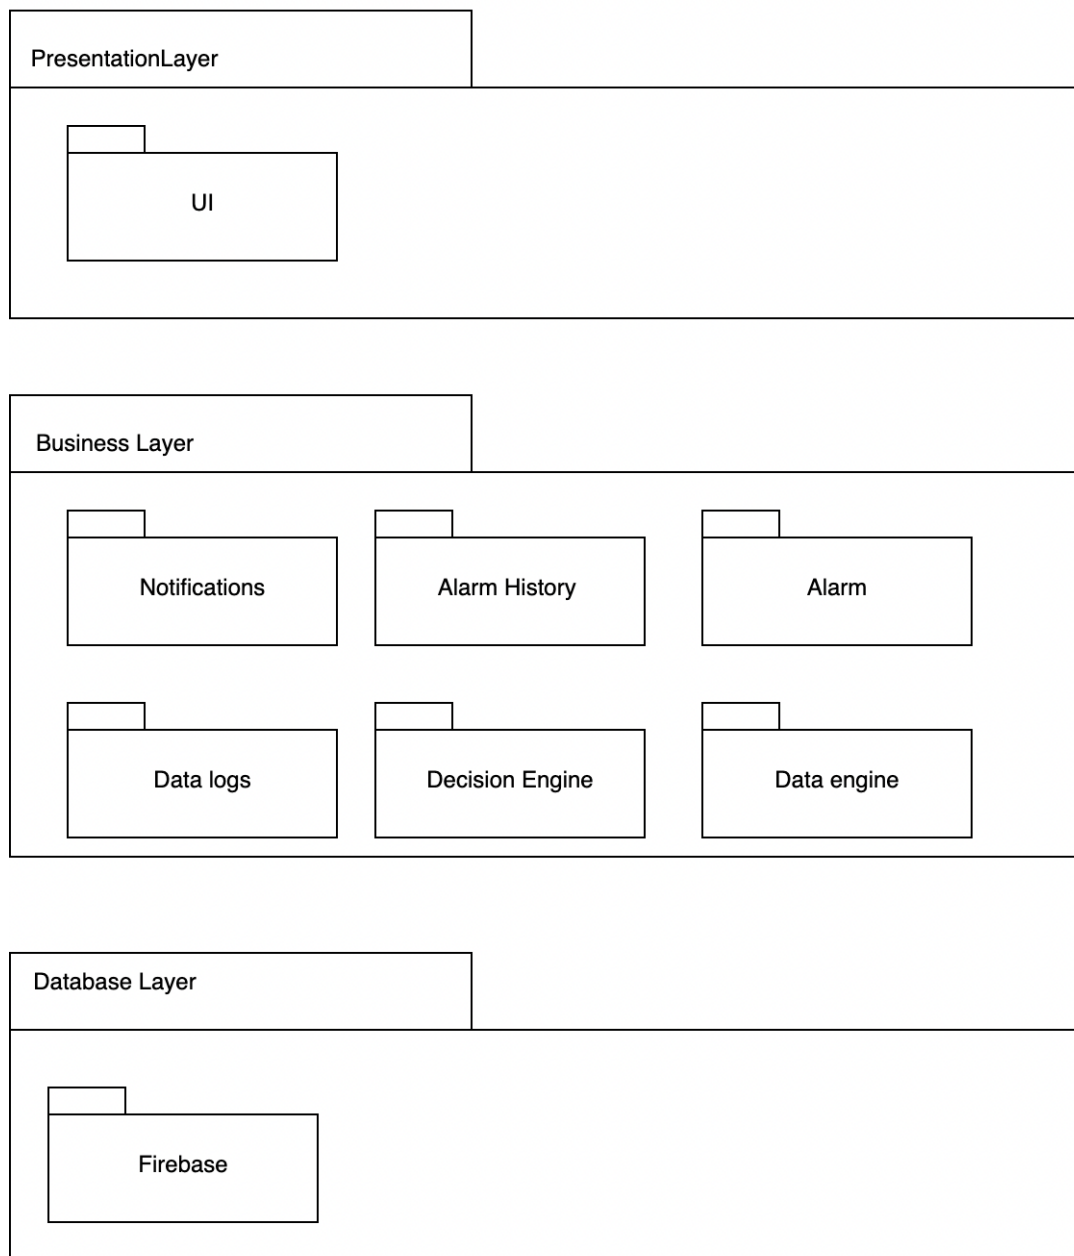 PresentationLayer
UI
Business Layer
Notifications
Alarm History
Alarm
Data logs
Decision Engine
Data engine
Database Layer
Firebase